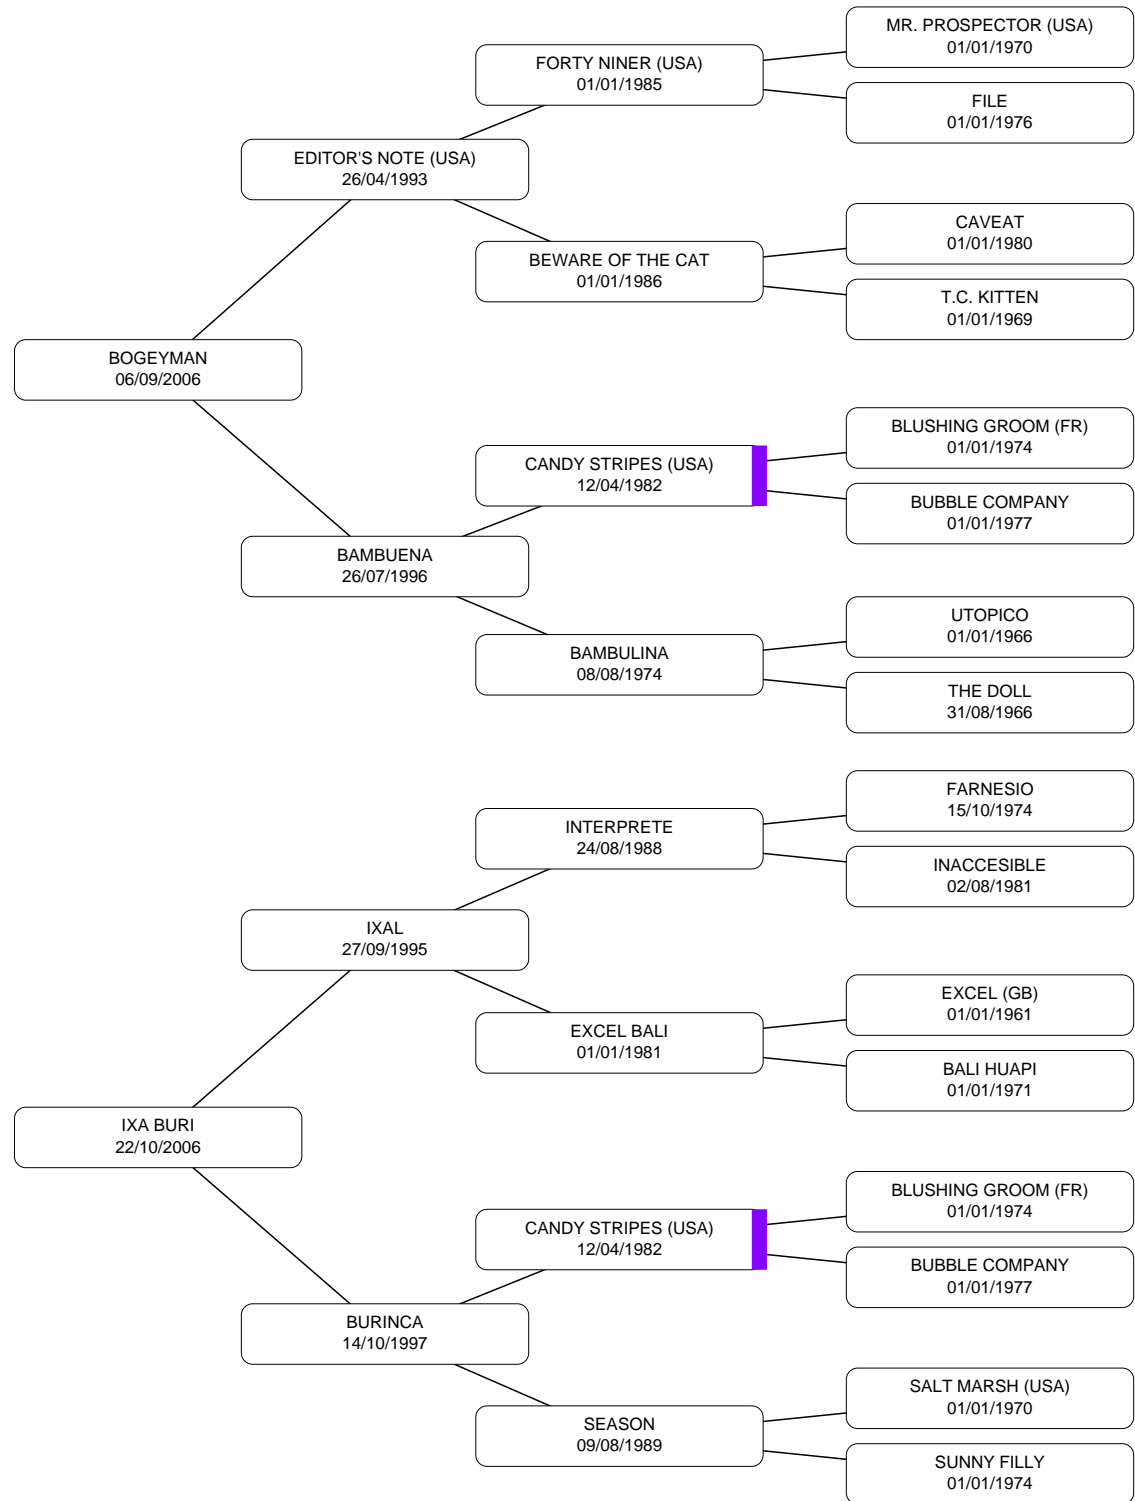 MR. PROSPECTOR (USA)
01/01/1970
FORTY NINER (USA)
01/01/1985
FILE
01/01/1976
EDITOR'S NOTE (USA)
26/04/1993
CAVEAT
01/01/1980
BEWARE OF THE CAT
01/01/1986
T.C. KITTEN
01/01/1969
BOGEYMAN
06/09/2006
BLUSHING GROOM (FR)
01/01/1974
CANDY STRIPES (USA)
12/04/1982
BUBBLE COMPANY
01/01/1977
BAMBUENA
26/07/1996
UTOPICO
01/01/1966
BAMBULINA
08/08/1974
THE DOLL
31/08/1966
FARNESIO
15/10/1974
INTERPRETE
24/08/1988
INACCESIBLE
02/08/1981
IXAL
27/09/1995
EXCEL (GB)
01/01/1961
EXCEL BALI
01/01/1981
BALI HUAPI
01/01/1971
IXA BURI
22/10/2006
BLUSHING GROOM (FR)
01/01/1974
CANDY STRIPES (USA)
12/04/1982
BUBBLE COMPANY
01/01/1977
BURINCA
14/10/1997
SALT MARSH (USA)
01/01/1970
SEASON
09/08/1989
SUNNY FILLY
01/01/1974